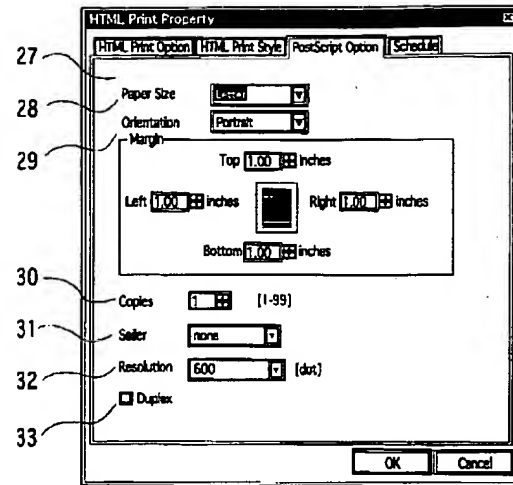 HTML Print Property
HTML Print Option HTML Print Style PostScript Option Schedule
27
28 Paper Size Letter
Orientation Portrait
29 Margin
Top 1.00 inches
Left 1.00 inches Right 1.00 inches
Bottom 1.00 inches
30 Copies 1 [1-99]
31 none
32 Resolution 600 [dot]
33 Duplex
OK Cancel